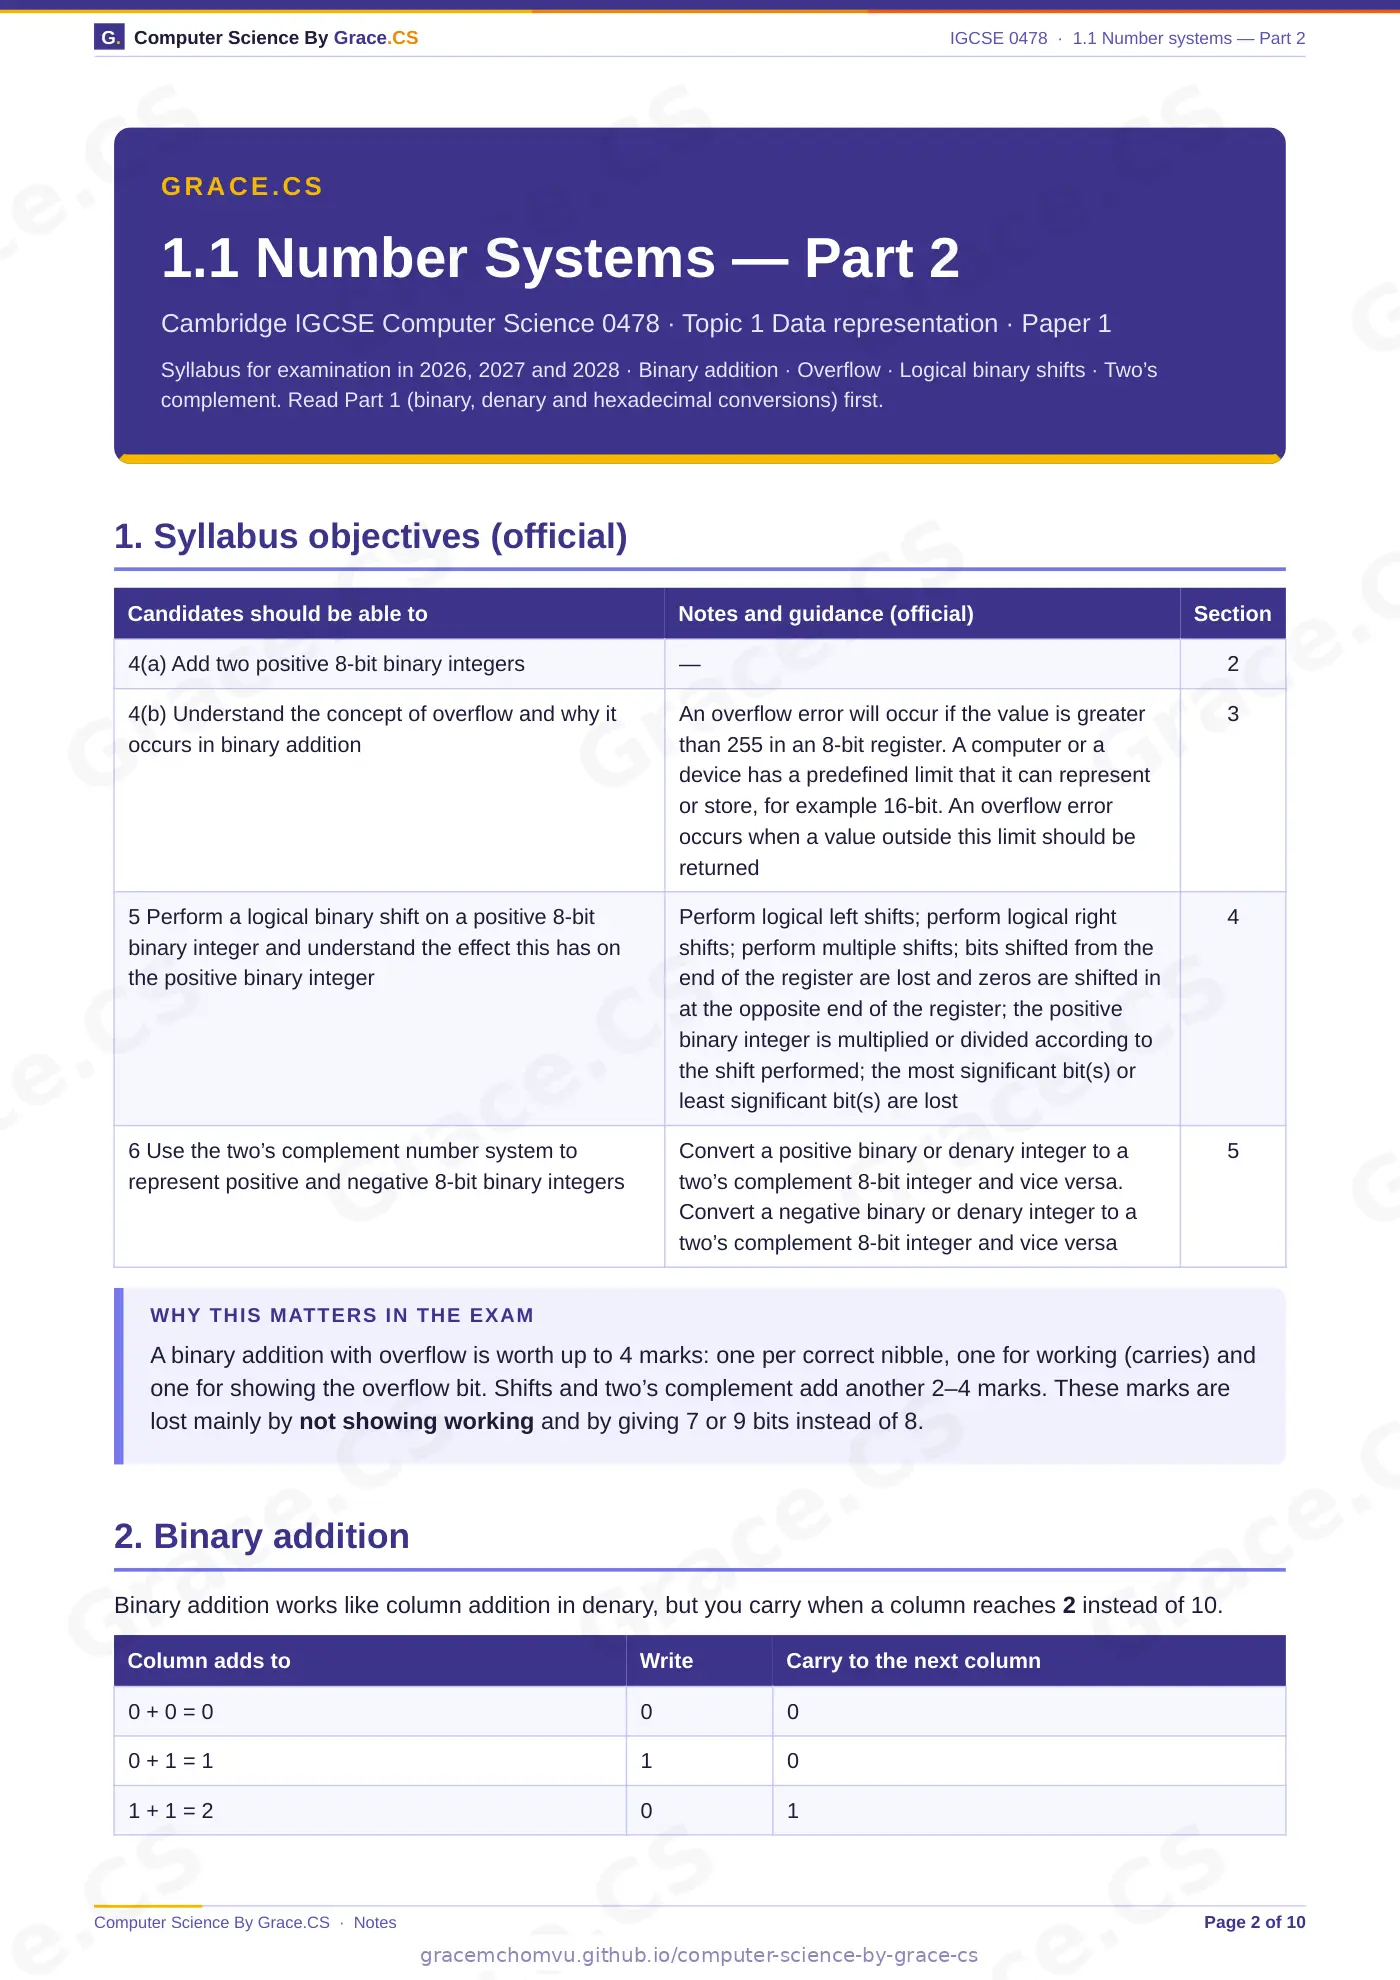 G. Computer Science By Grace.CS
IGCSE 0478 · 1.1 Number systems — Part 2
GRACE.CS
1.1 Number Systems — Part 2
Cambridge IGCSE Computer Science 0478 · Topic 1 Data representation · Paper 1
Syllabus for examination in 2026, 2027 and 2028 · Binary addition · Overflow · Logical binary shifts · Two’s
complement. Read Part 1 (binary, denary and hexadecimal conversions) first.
1. Syllabus objectives (official)
Candidates should be able to
Notes and guidance (official)
Section
4(a) Add two positive 8-bit binary integers
—
2
4(b) Understand the concept of overflow and why it
occurs in binary addition
An overflow error will occur if the value is greater
than 255 in an 8-bit register. A computer or a
device has a predefined limit that it can represent
or store, for example 16-bit. An overflow error
occurs when a value outside this limit should be
returned
3
5 Perform a logical binary shift on a positive 8-bit
binary integer and understand the effect this has on
the positive binary integer
Perform logical left shifts; perform logical right
shifts; perform multiple shifts; bits shifted from the
end of the register are lost and zeros are shifted in
at the opposite end of the register; the positive
binary integer is multiplied or divided according to
the shift performed; the most significant bit(s) or
least significant bit(s) are lost
4
6 Use the two’s complement number system to
represent positive and negative 8-bit binary integers
Convert a positive binary or denary integer to a
two’s complement 8-bit integer and vice versa.
Convert a negative binary or denary integer to a
two’s complement 8-bit integer and vice versa
5
WHY THIS MATTERS IN THE EXAM
A binary addition with overflow is worth up to 4 marks: one per correct nibble, one for working (carries) and
one for showing the overflow bit. Shifts and two’s complement add another 2–4 marks. These marks are
lost mainly by not showing working and by giving 7 or 9 bits instead of 8.
2. Binary addition
Binary addition works like column addition in denary, but you carry when a column reaches 2 instead of 10.
Column adds to
Write
Carry to the next column
0 + 0 = 0
0
0
0 + 1 = 1
1
0
1 + 1 = 2
0
1
Computer Science By Grace.CS · Notes
Page 2 of 10
gracemchomvu.github.io/computer-science-by-grace-cs